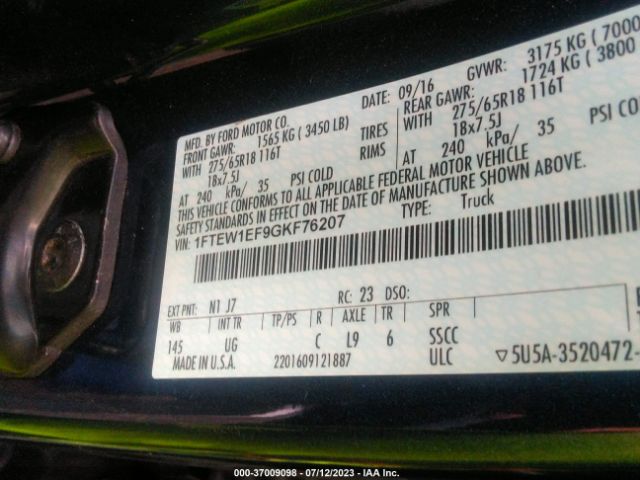 MFD. BY FORD MOTOR CO.
DATE: 09/16 GVWR: 3175 KG ( 7000
FRONT GAWR: 1565 KG ( 3450 LB)
REAR GAWR: 1724 KG ( 3800
WITH 275/65R18 116T TIRES WITH 275/65R18 116T
18x7.5J RIMS 18x7.5J
AT 240 kPa/ 35 PSI COLD AT 240 kPa/ 35 PSI CO
THIS VEHICLE CONFORMS TO ALL APPLICABLE FEDERAL MOTOR VEHICLE
SAFETY STANDARDS IN EFFECT ON THE DATE OF MANUFACTURE SHOWN ABOVE.
VIN: 1FTEW1EF9GKF76207 TYPE: Truck
EXT PNT: N1 J7 RC: 23 DSO:
WB INT TR TP/PS R AXLE TR SPR
145 UG C L9 6 SSCC
MADE IN U.S.A. 2201609121887 ULC ▽5U5A-3520472-
000-37009098 - 07/12/2023 - IAA Inc.